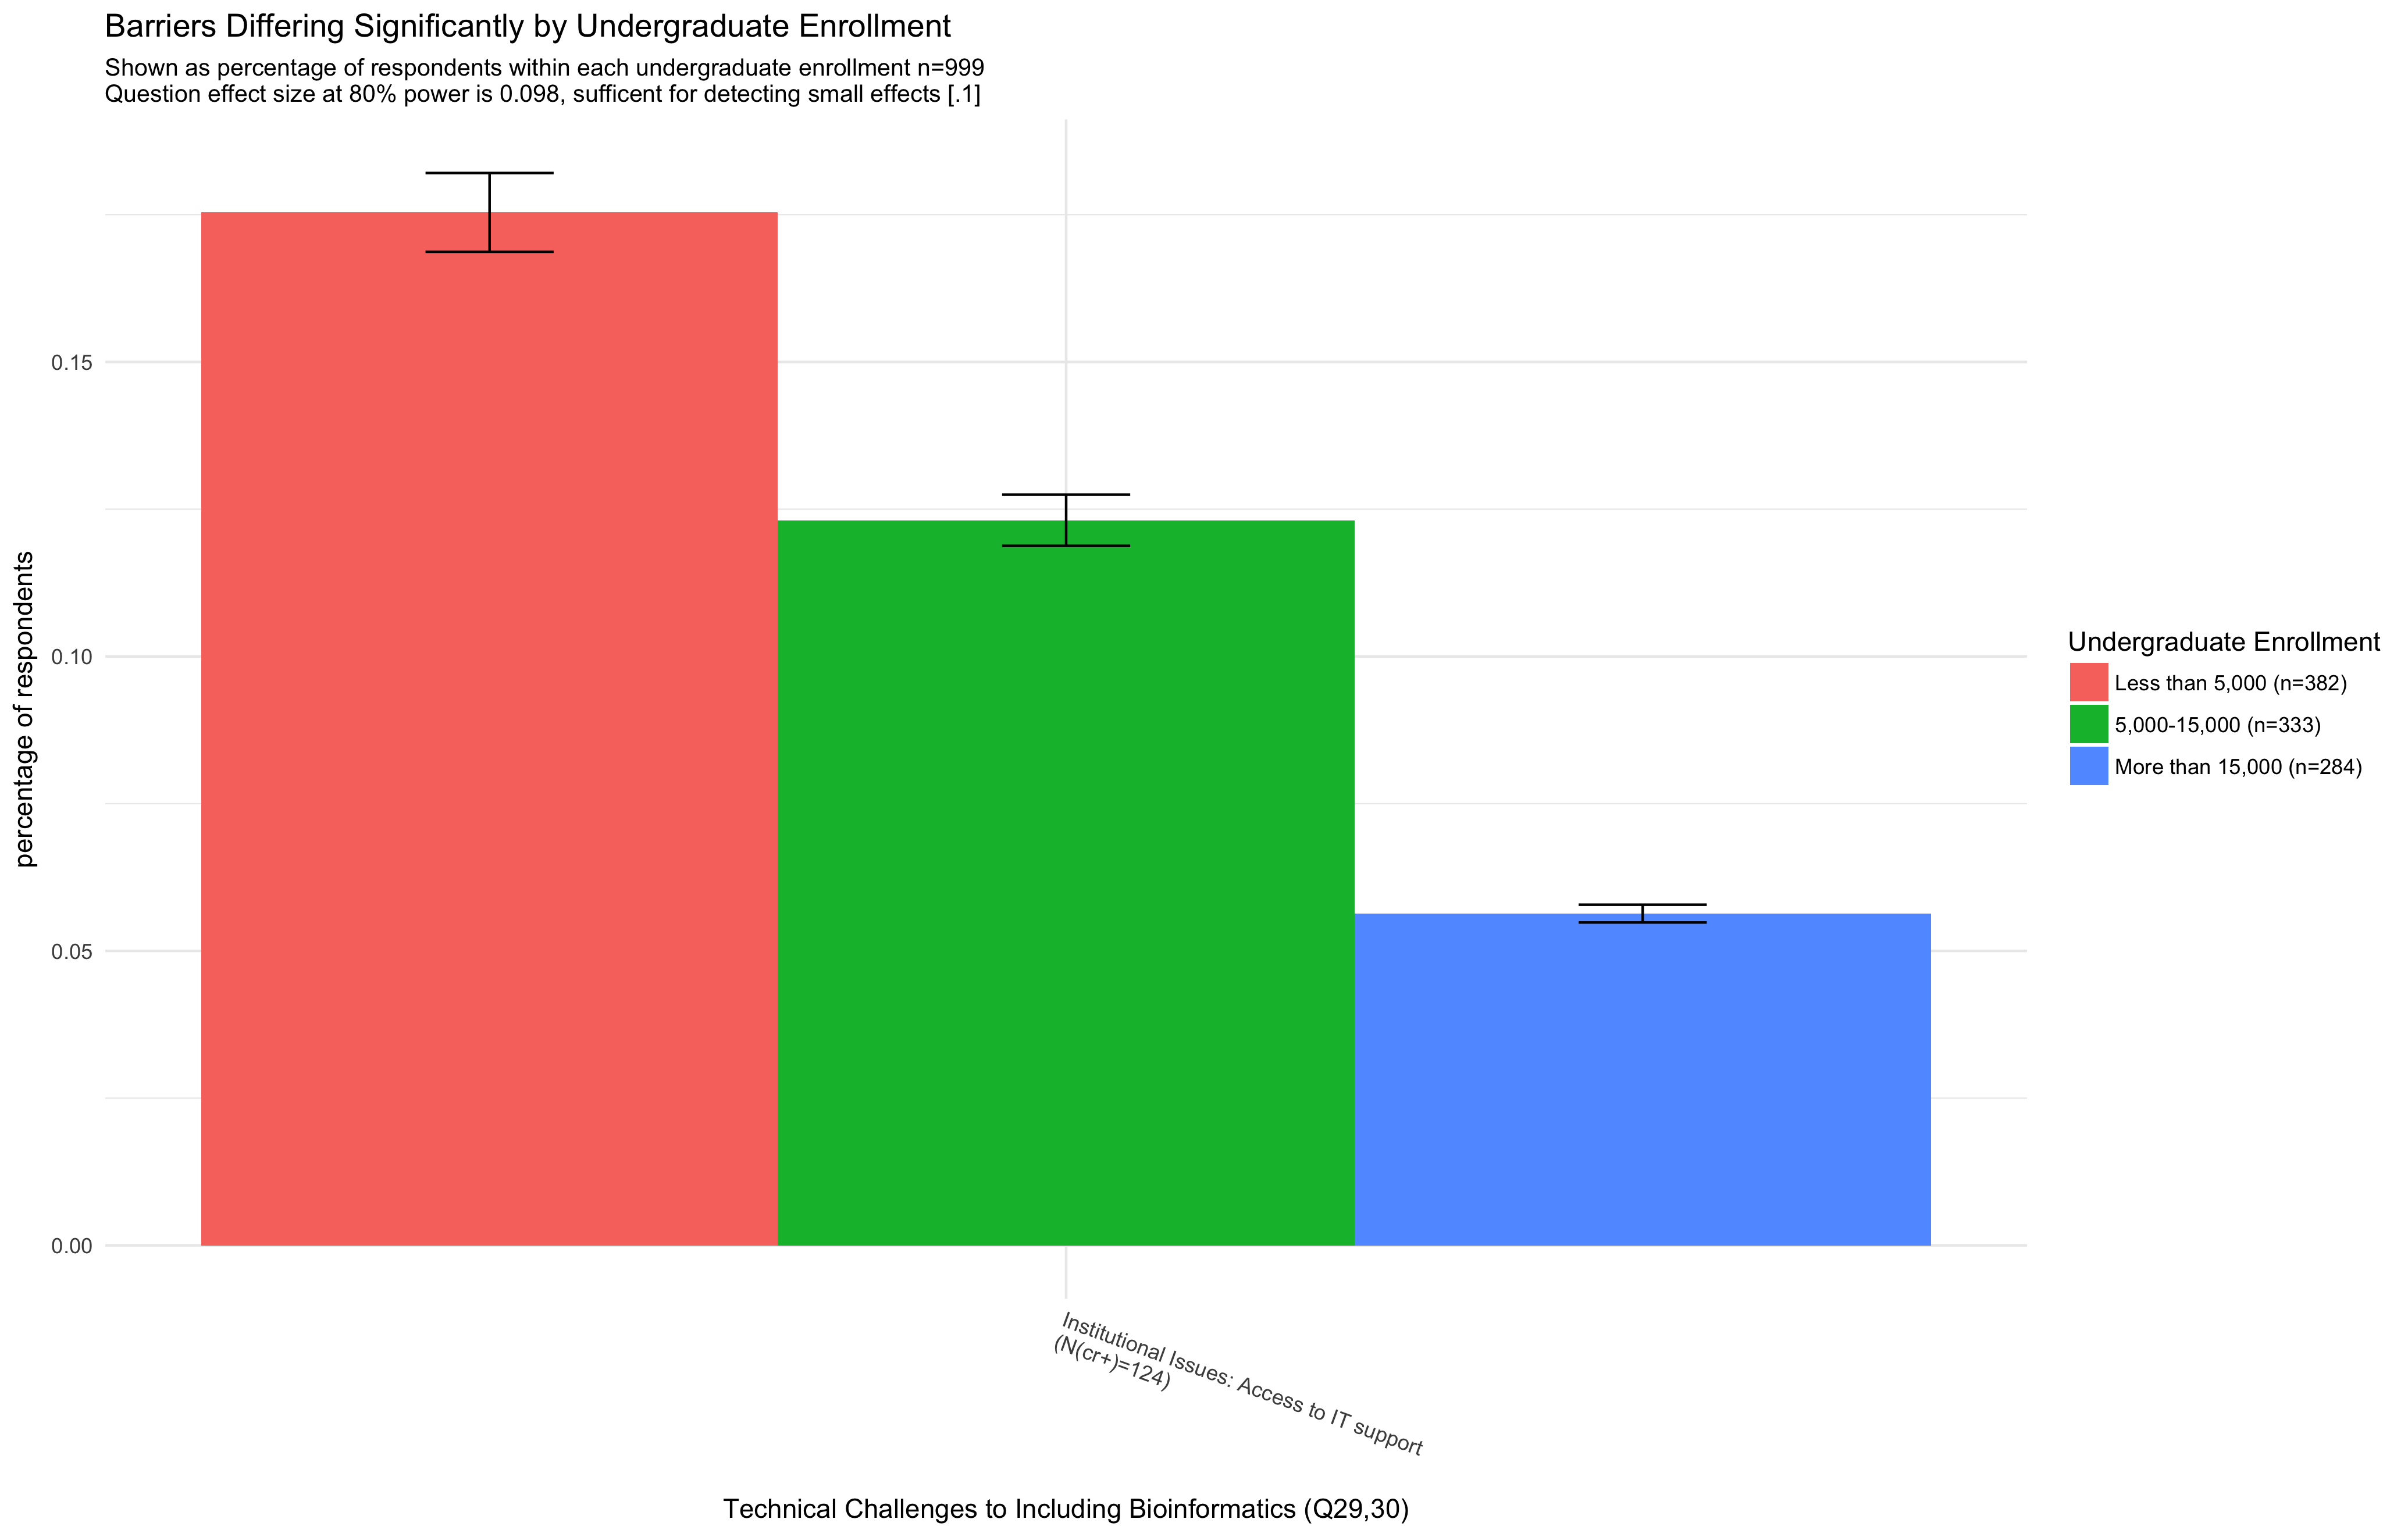 Barriers Differing Significantly by Undergraduate Enrollment
Shown as percentage of respondents within each undergraduate enrollment n=999
Question effect size at 80% power is 0.098, sufficent for detecting small effects [.1]
percentage of respondents
0.15
0.10
0.05
0.00
Undergraduate Enrollment
Less than 5,000 (n=382)
5,000-15,000 (n=333)
More than 15,000 (n=284)
Institutional Issues: Access to IT support
(N(cr+)=124)
Technical Challenges to Including Bioinformatics (Q29,30)